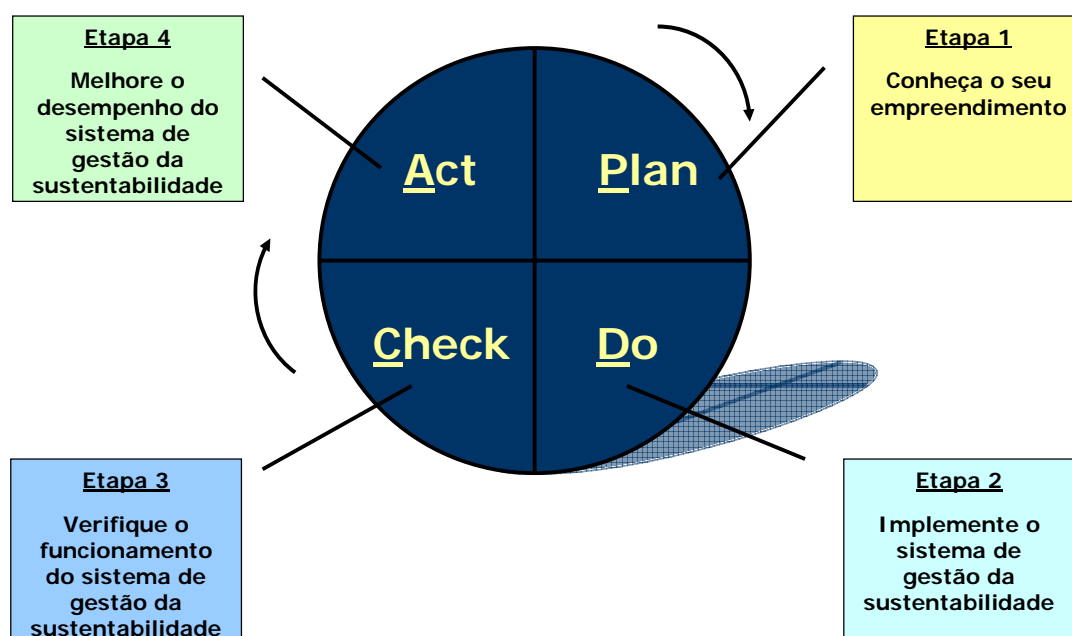 Etapa 4
Melhore o
desempenho do
sistema de
gestão da
sustentabilidade
Etapa 1
Conheça o seu
empreendimento
Act
Plan
Check
Do
Etapa 3
Verifique o
funcionamento
do sistema de
gestão da
sustentabilidade
Etapa 2
Implemente o
sistema de
gestão da
sustentabilidade